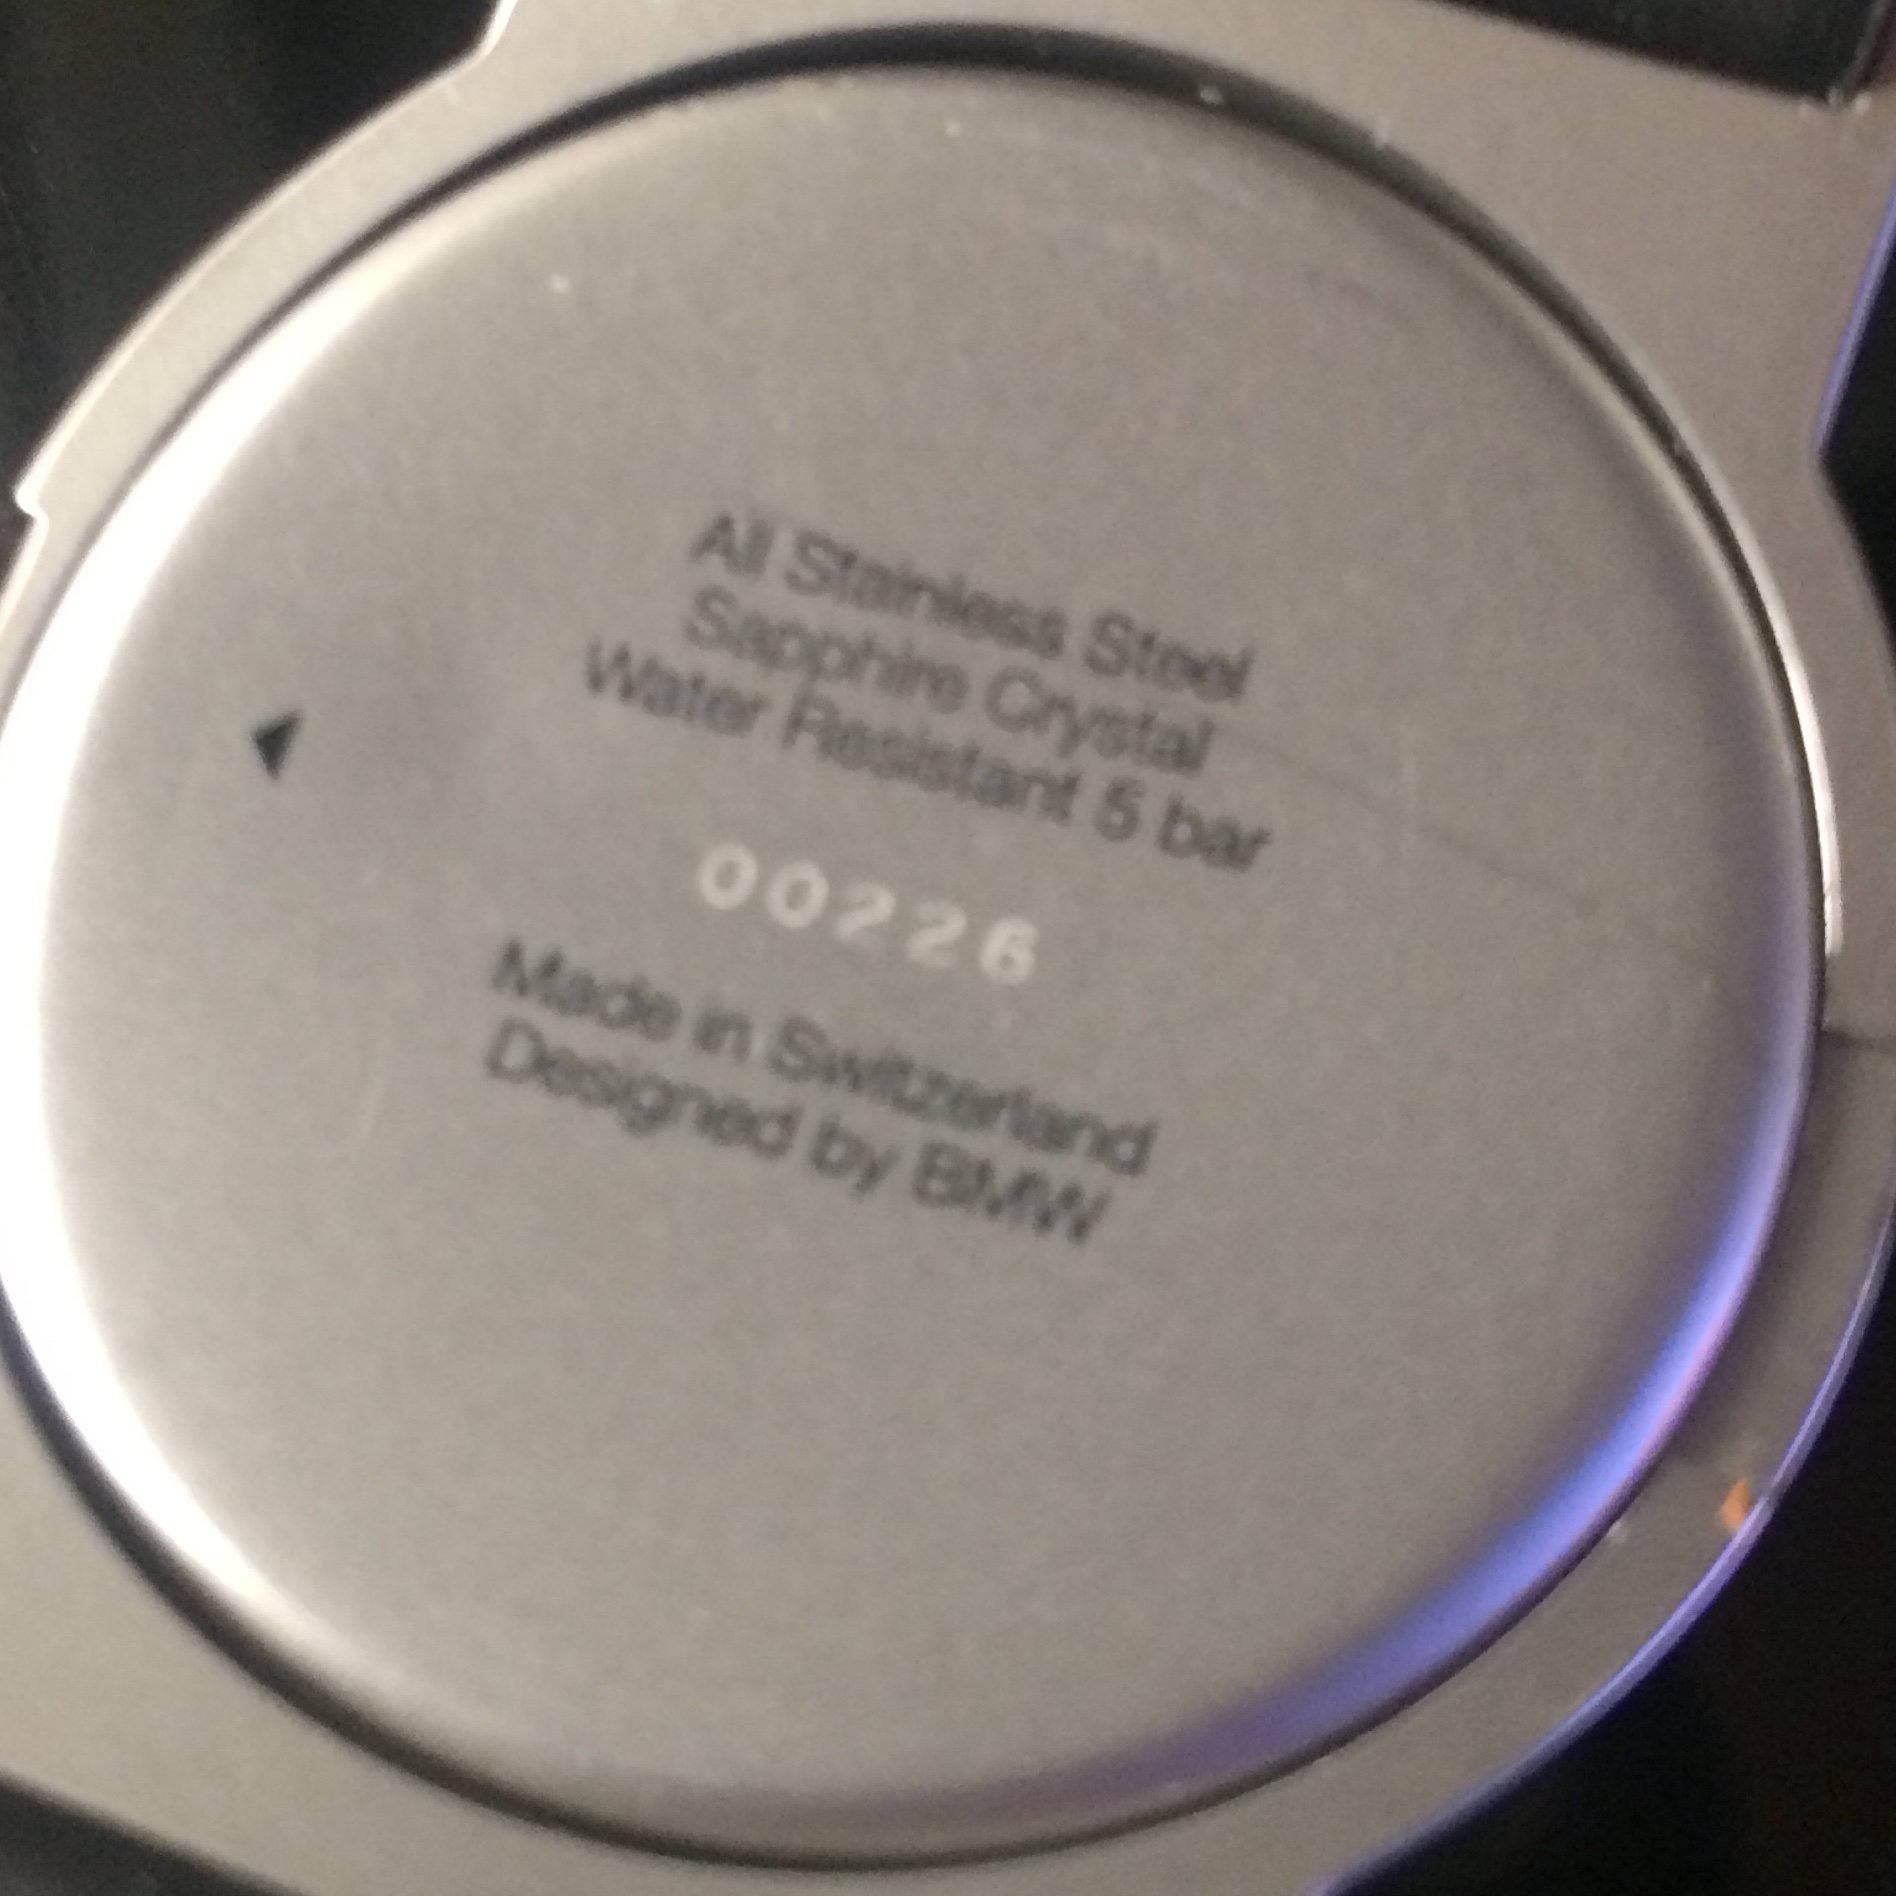 All Stainless Steel
Sapphire Crystal
Water Resistant 5 bar
00226
Made in Switzerland
Designed by BMW